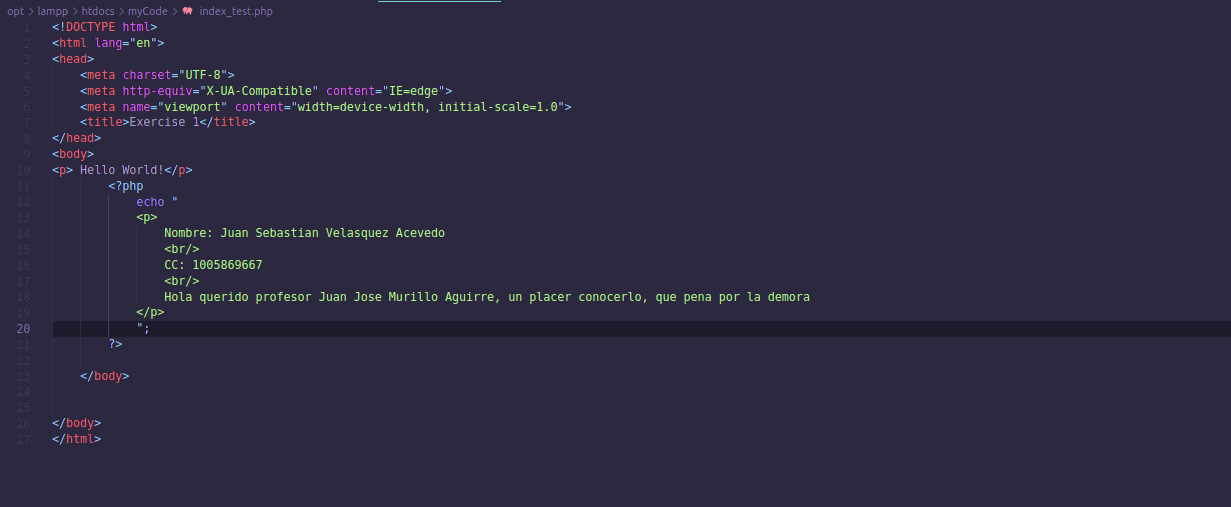 opt > lampp > htdocs > myCode > index_test.php
1 <!DOCTYPE html>
2 <html lang="en">
3 <head>
4     <meta charset="UTF-8">
5     <meta http-equiv="X-UA-Compatible" content="IE=edge">
6     <meta name="viewport" content="width=device-width, initial-scale=1.0">
7     <title>Exercise 1</title>
8 </head>
9 <body>
10 <p> Hello World!</p>
11         <?php
12             echo "
13             <p>
14                 Nombre: Juan Sebastian Velasquez Acevedo
15                 <br/>
16                 CC: 1005869667
17                 <br/>
18                 Hola querido profesor Juan Jose Murillo Aguirre, un placer conocerlo, que pena por la demora
19             </p>
20             ";
21         ?>
22
23     </body>
24
25
26 </body>
27 </html>